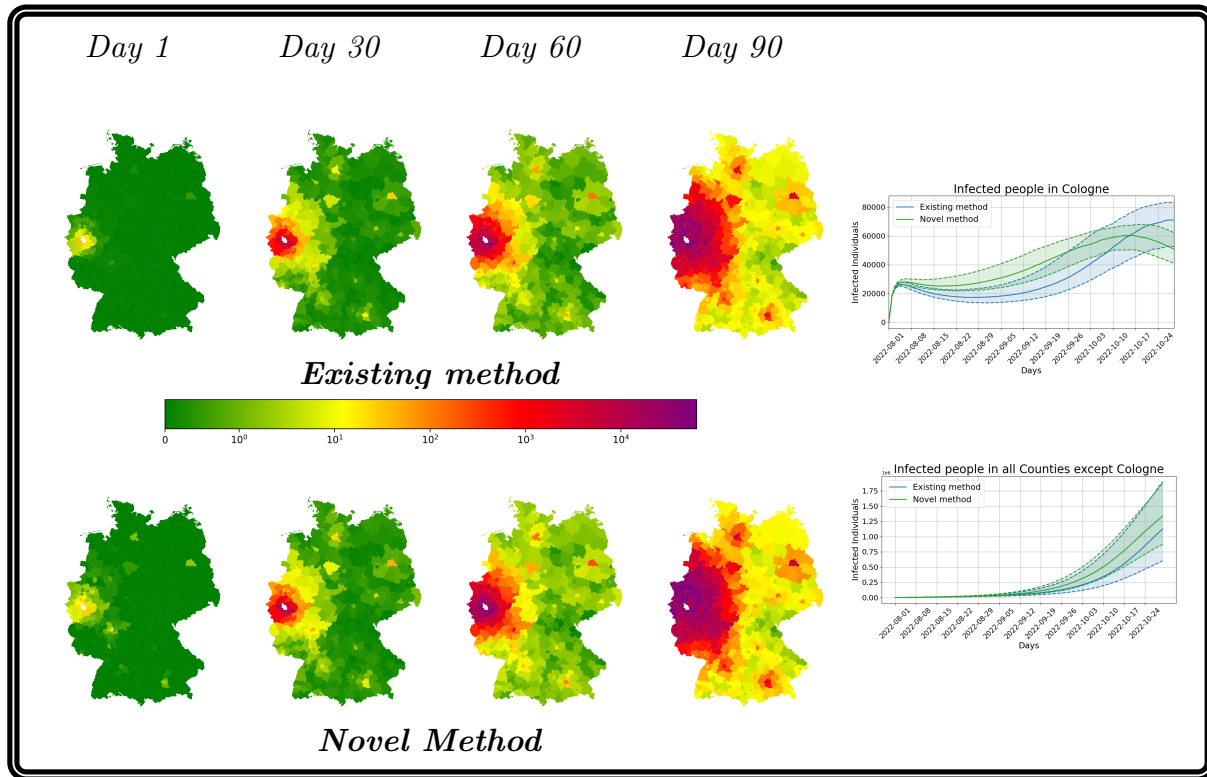 Day 1 Day 30 Day 60 Day 90
Infected people in Cologne
Existing method
Novel method
80000
60000
40000
20000
0
Infected Individuals
2022-08-01 2022-08-08 2022-08-15 2022-08-22 2022-08-29 2022-09-05 2022-09-12 2022-09-19 2022-09-26 2022-10-03 2022-10-10 2022-10-17 2022-10-24
Days
Existing method
0 10⁰ 10¹ 10² 10³ 10⁴
Infected people in all Counties except Cologne
1e6
Existing method
Novel method
1.75
1.50
1.25
1.00
0.75
0.50
0.25
0.00
Infected Individuals
2022-08-01 2022-08-08 2022-08-15 2022-08-22 2022-08-29 2022-09-05 2022-09-12 2022-09-19 2022-09-26 2022-10-03 2022-10-10 2022-10-17 2022-10-24
Days
Novel Method